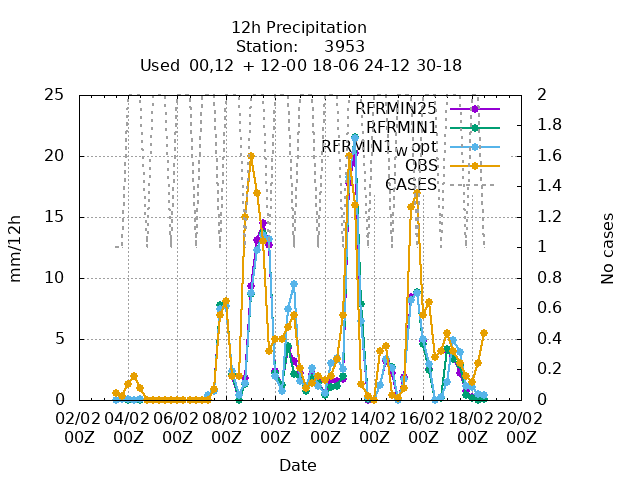 12h Precipitation
Station:     3953
Used  00,12  + 12-00 18-06 24-12 30-18
mm/12h
No cases
25
20
15
10
5
0
2
1.8
1.6
1.4
1.2
1
0.8
0.6
0.4
0.2
0
RFRMIN25
RFRMIN1
RFRMIN1_w opt
OBS
CASES
02/02 04/02 06/02 08/02 10/02 12/02 14/02 16/02 18/02 20/02
00Z 00Z 00Z 00Z 00Z 00Z 00Z 00Z 00Z 00Z
Date